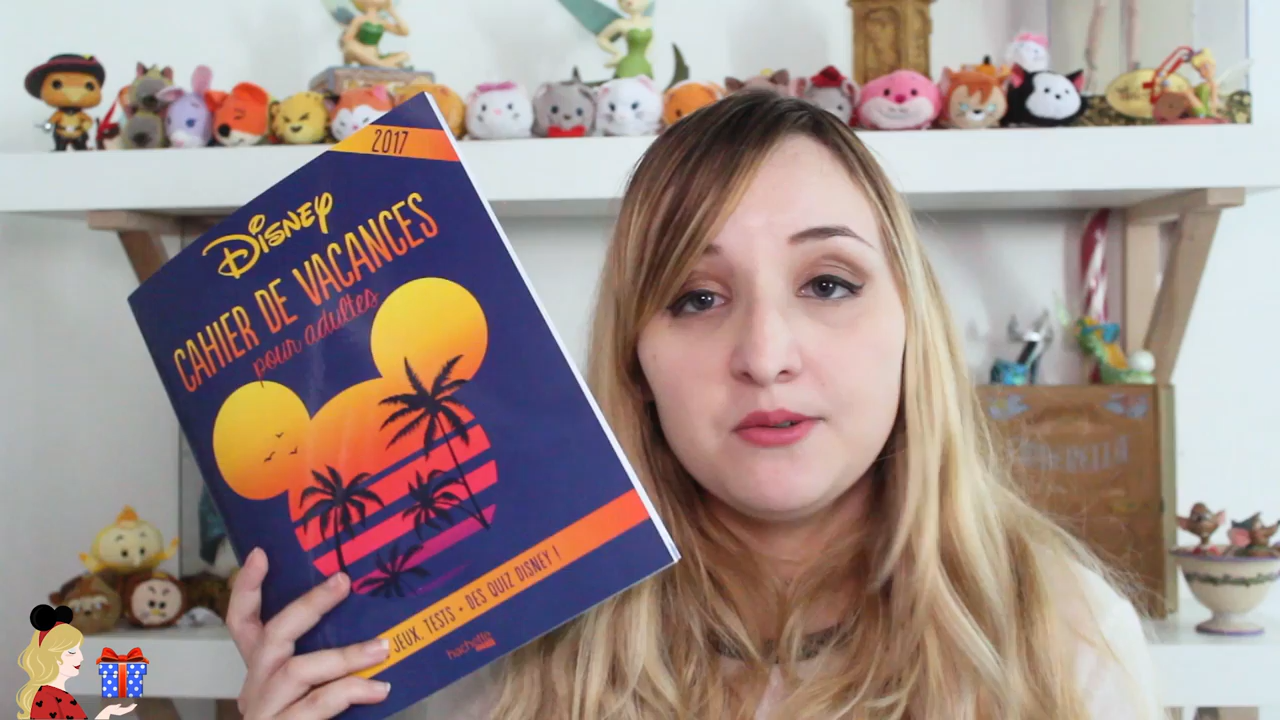 2017
Disney
CAHIER DE VACANCES
pour adultes
JEUX, TESTS • DES QUIZ DISNEY !
hachette